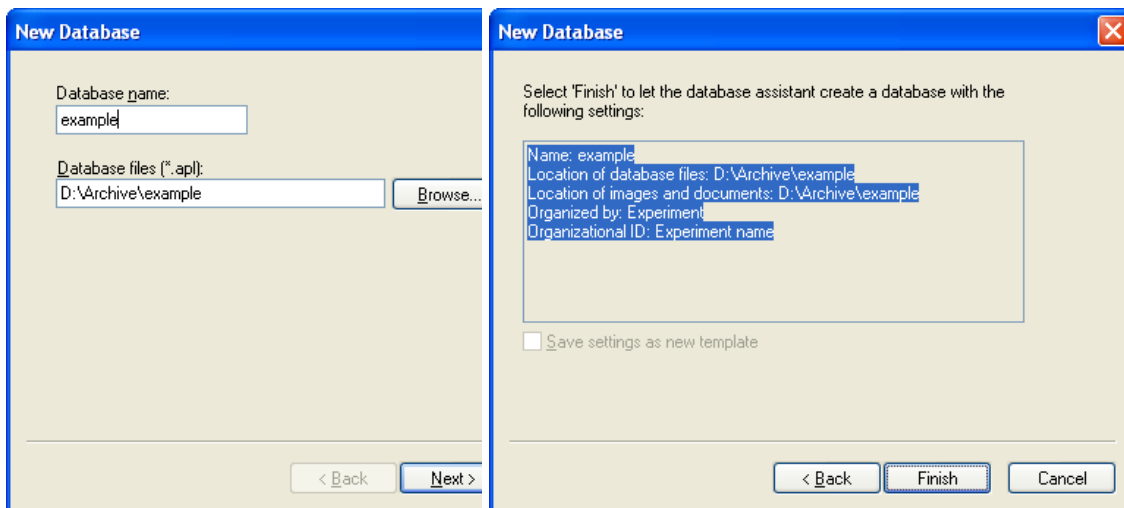 New Database
Database name:
example
Database files (*.apl):
D:\Archive\example
Browse...
< Back
Next >
New Database
Select 'Finish' to let the database assistant create a database with the
following settings:
Name: example
Location of database files: D:\Archive\example
Location of images and documents: D:\Archive\example
Organized by: Experiment
Organizational ID: Experiment name
Save settings as new template
< Back
Finish
Cancel